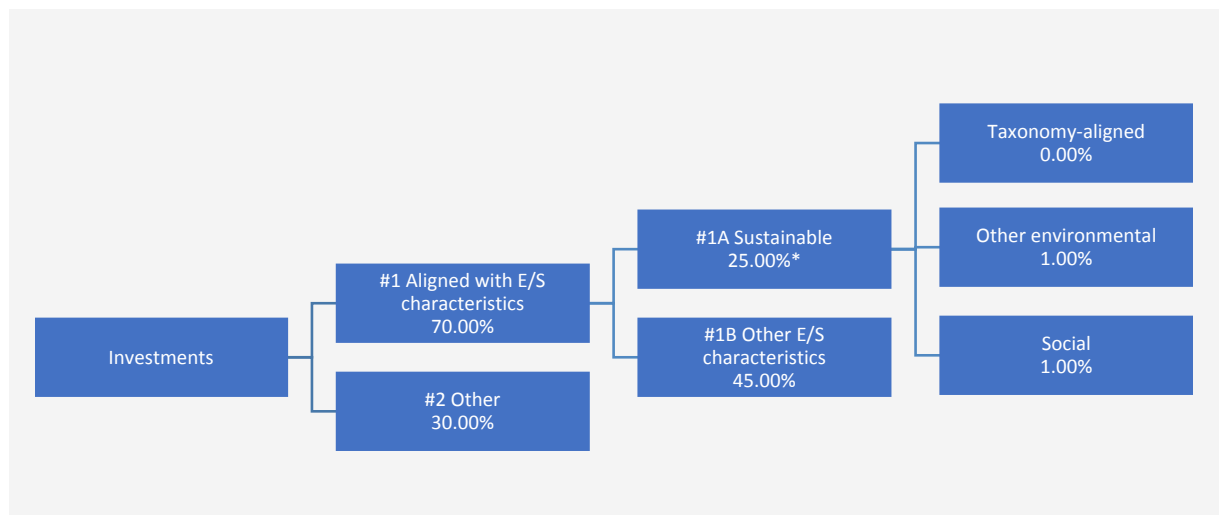 Investments
#1 Aligned with E/S
characteristics
70.00%
#2 Other
30.00%
#1A Sustainable
25.00%*
#1B Other E/S
characteristics
45.00%
Taxonomy-aligned
0.00%
Other environmental
1.00%
Social
1.00%